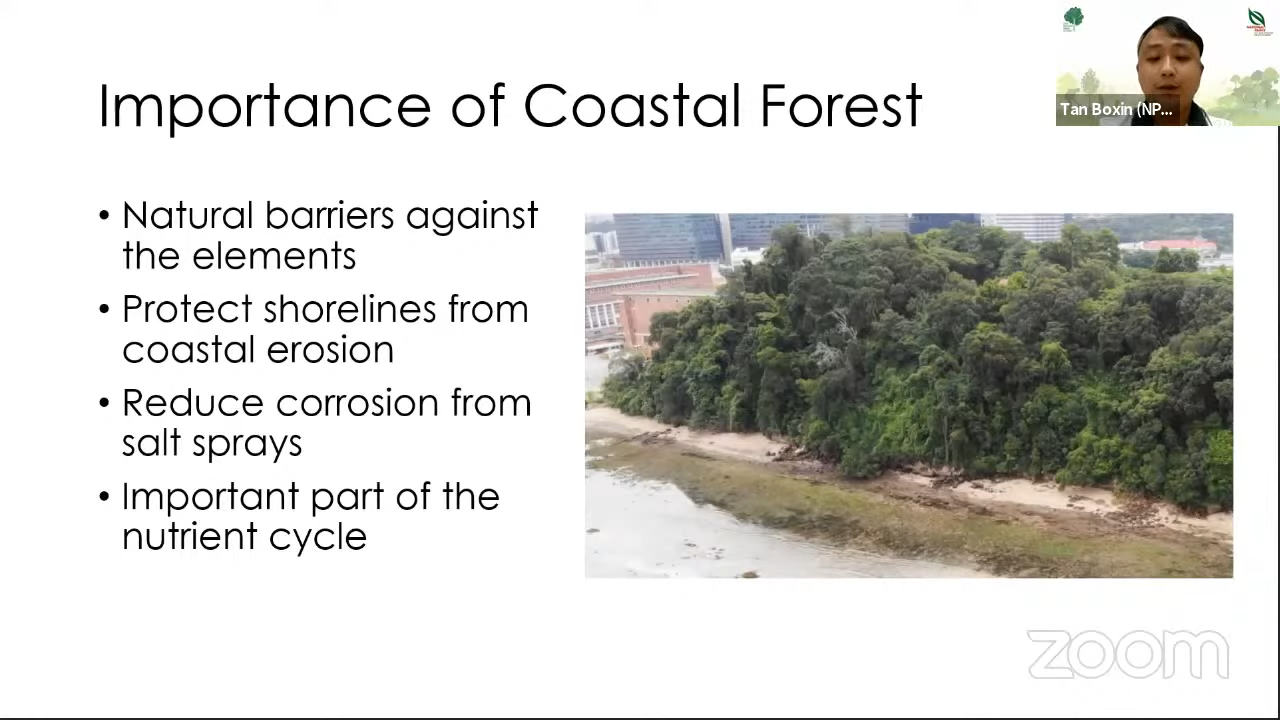 Importance of Coastal Forest
Tan Boxin (NP...
• Natural barriers against
the elements
• Protect shorelines from
coastal erosion
• Reduce corrosion from
salt sprays
• Important part of the
nutrient cycle
zoom